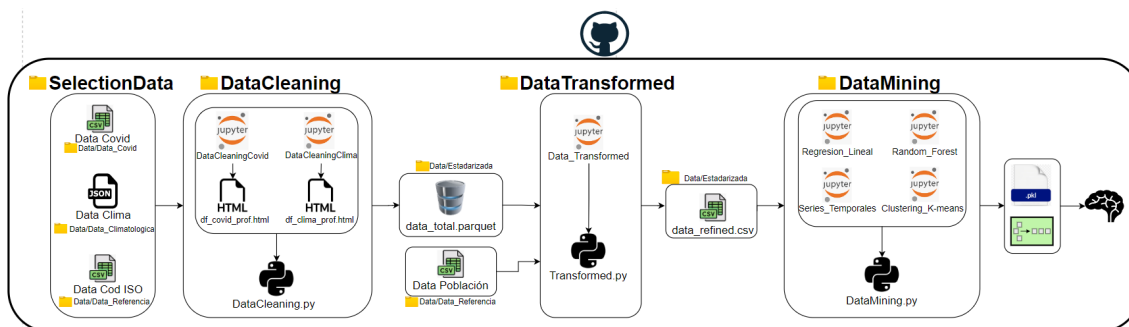 SelectionData
CSV
Data Covid
Data/Data_Covid
JSON
Data Clima
Data/Data_Climatologica
CSV
Data Cod ISO
Data/Data_Referencia
DataCleaning
jupyter
DataCleaningCovid
jupyter
DataCleaningClima
HTML
df_covid_prof.html
HTML
df_clima_prof.html
DataCleaning.py
Data/Estadarizada
data_total.parquet
CSV
Data Población
Data/Data_Referencia
DataTransformed
jupyter
Data_Transformed
Transformed.py
Data/Estadarizada
CSV
data_refined.csv
DataMining
jupyter
Regresion_Lineal
jupyter
Random_Forest
jupyter
Series_Temporales
jupyter
Clustering_K-means
DataMining.py
.pkl